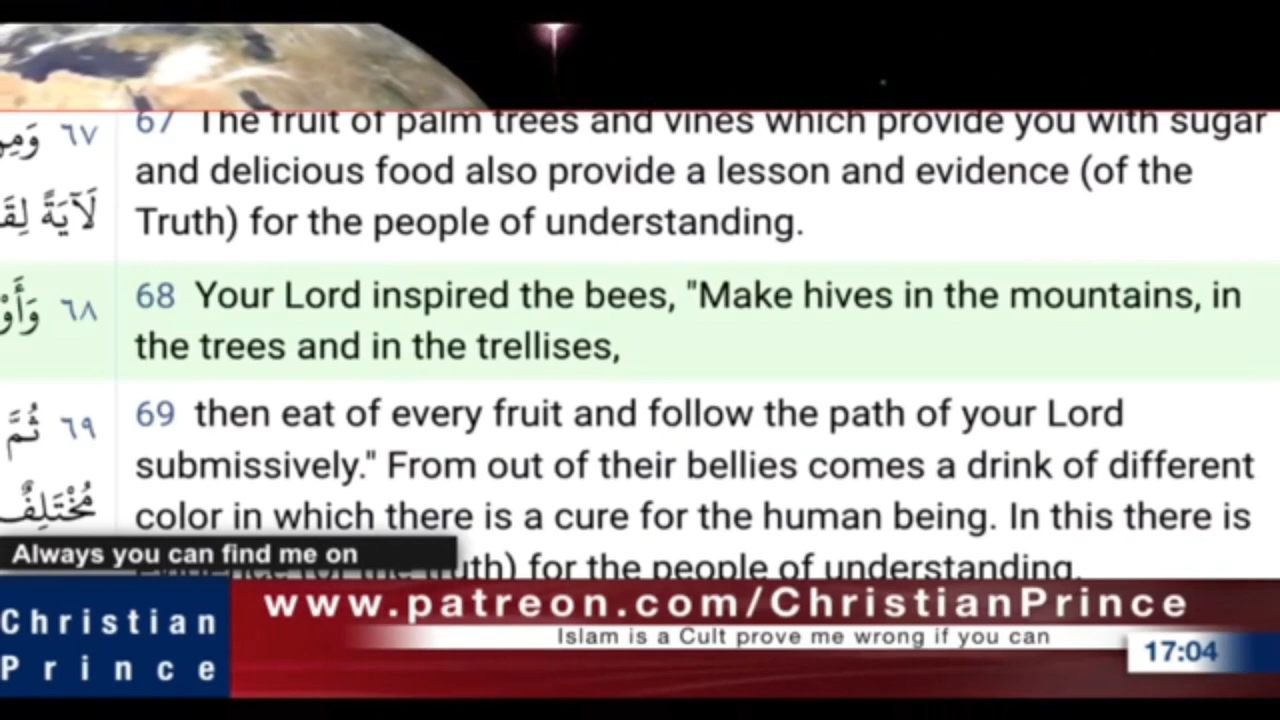 67 The fruit of palm trees and vines which provide you with sugar
and delicious food also provide a lesson and evidence (of the
Truth) for the people of understanding.
٦٧ وَمِن
لَآيَةً
68 Your Lord inspired the bees, "Make hives in the mountains, in
the trees and in the trellises,
٦٨
69 then eat of every fruit and follow the path of your Lord
submissively." From out of their bellies comes a drink of different
color in which there is a cure for the human being. In this there is
for the people of understanding.
٦٩ ثُمَّ
مُخْتَلِفٌ
Always you can find me on
www.patreon.com/ChristianPrince
Islam is a Cult prove me wrong if you can
Christian
Prince
17:04